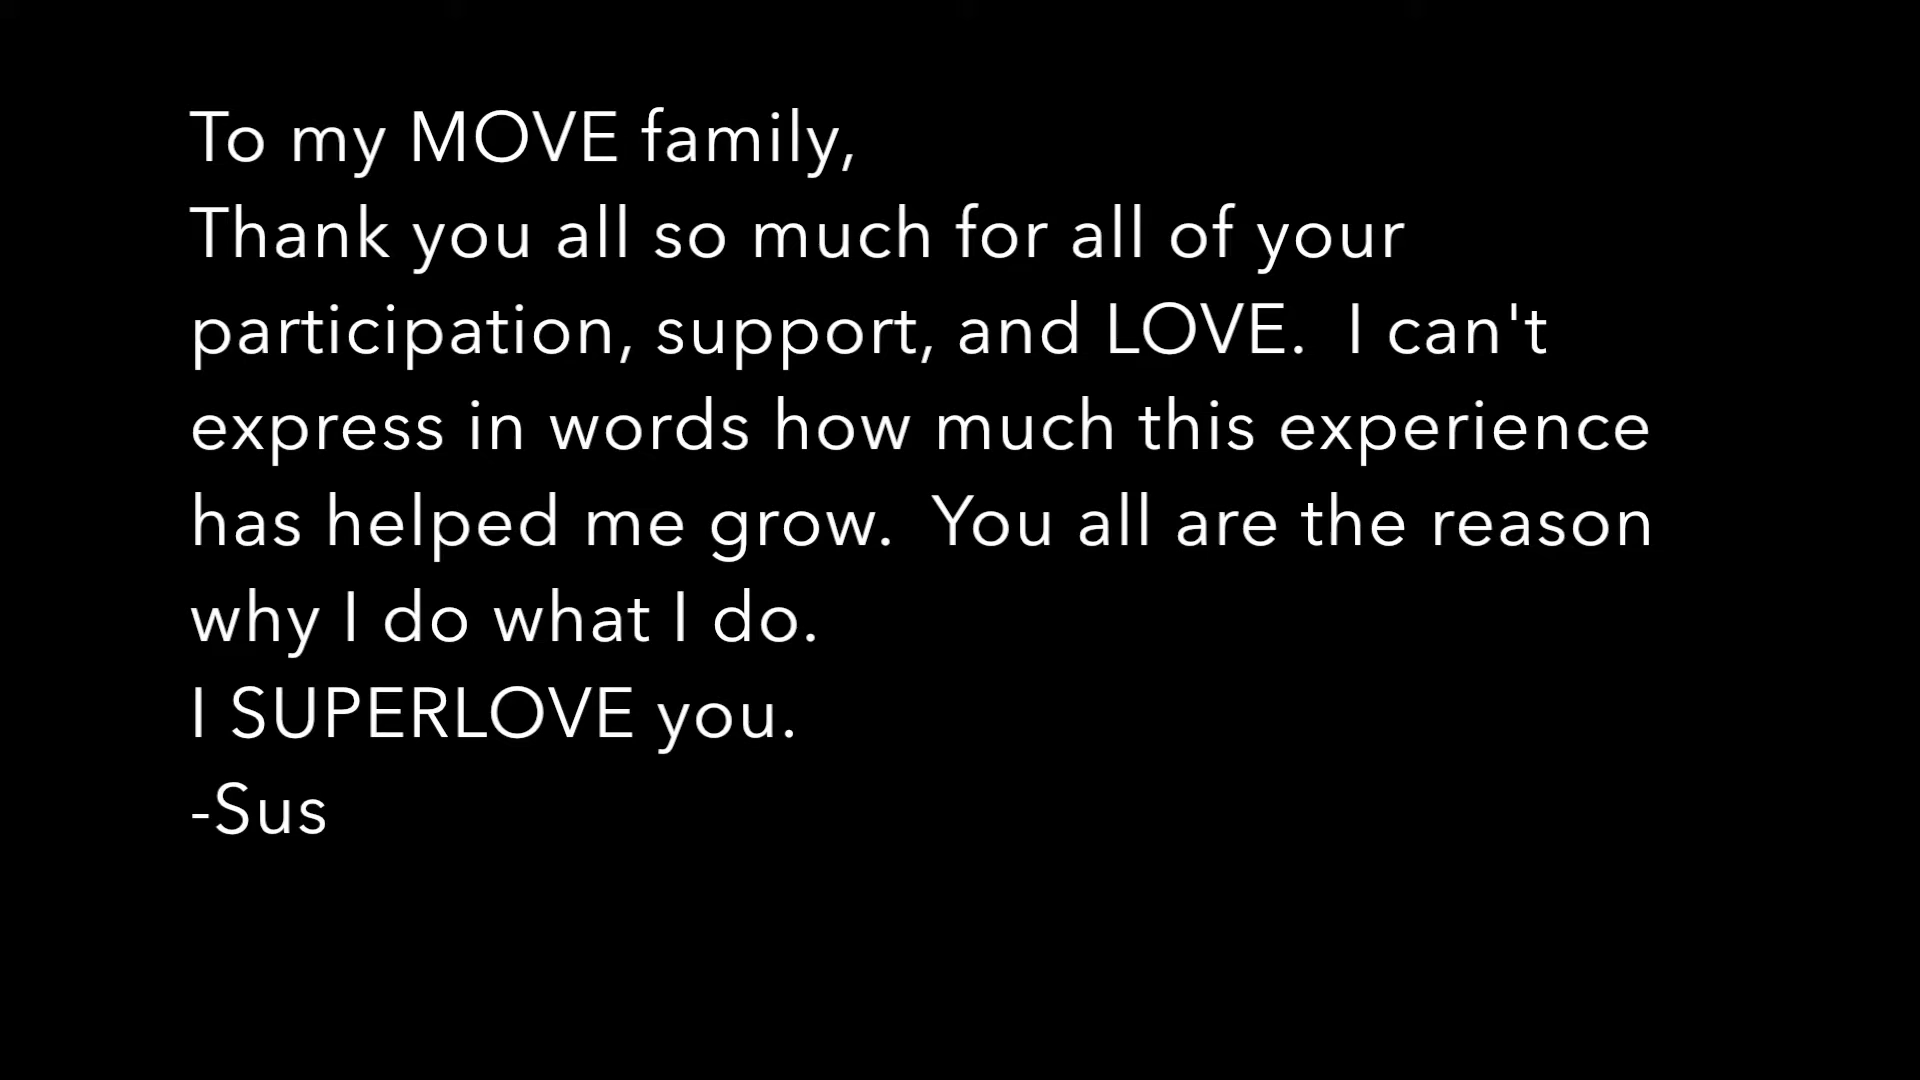 To my MOVE family,
Thank you all so much for all of your
participation, support, and LOVE.  I can't
express in words how much this experience
has helped me grow.  You all are the reason
why I do what I do.
I SUPERLOVE you.
-Sus